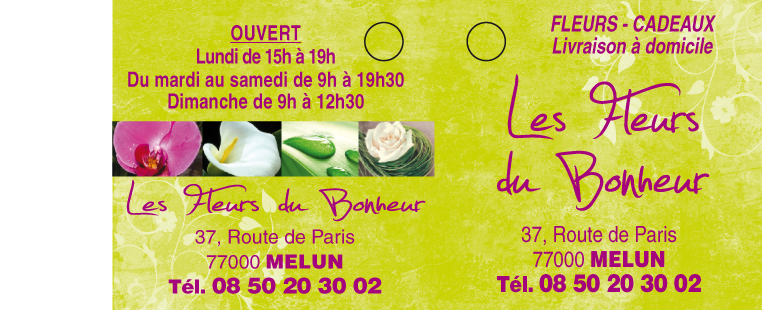 OUVERT
Lundi de 15h à 19h
Du mardi au samedi de 9h à 19h30
Dimanche de 9h à 12h30
Les Fleurs du Bonheur
37, Route de Paris
77000 MELUN
Tél. 08 50 20 30 02
FLEURS - CADEAUX
Livraison à domicile
Les Fleurs
du Bonheur
37, Route de Paris
77000 MELUN
Tél. 08 50 20 30 02